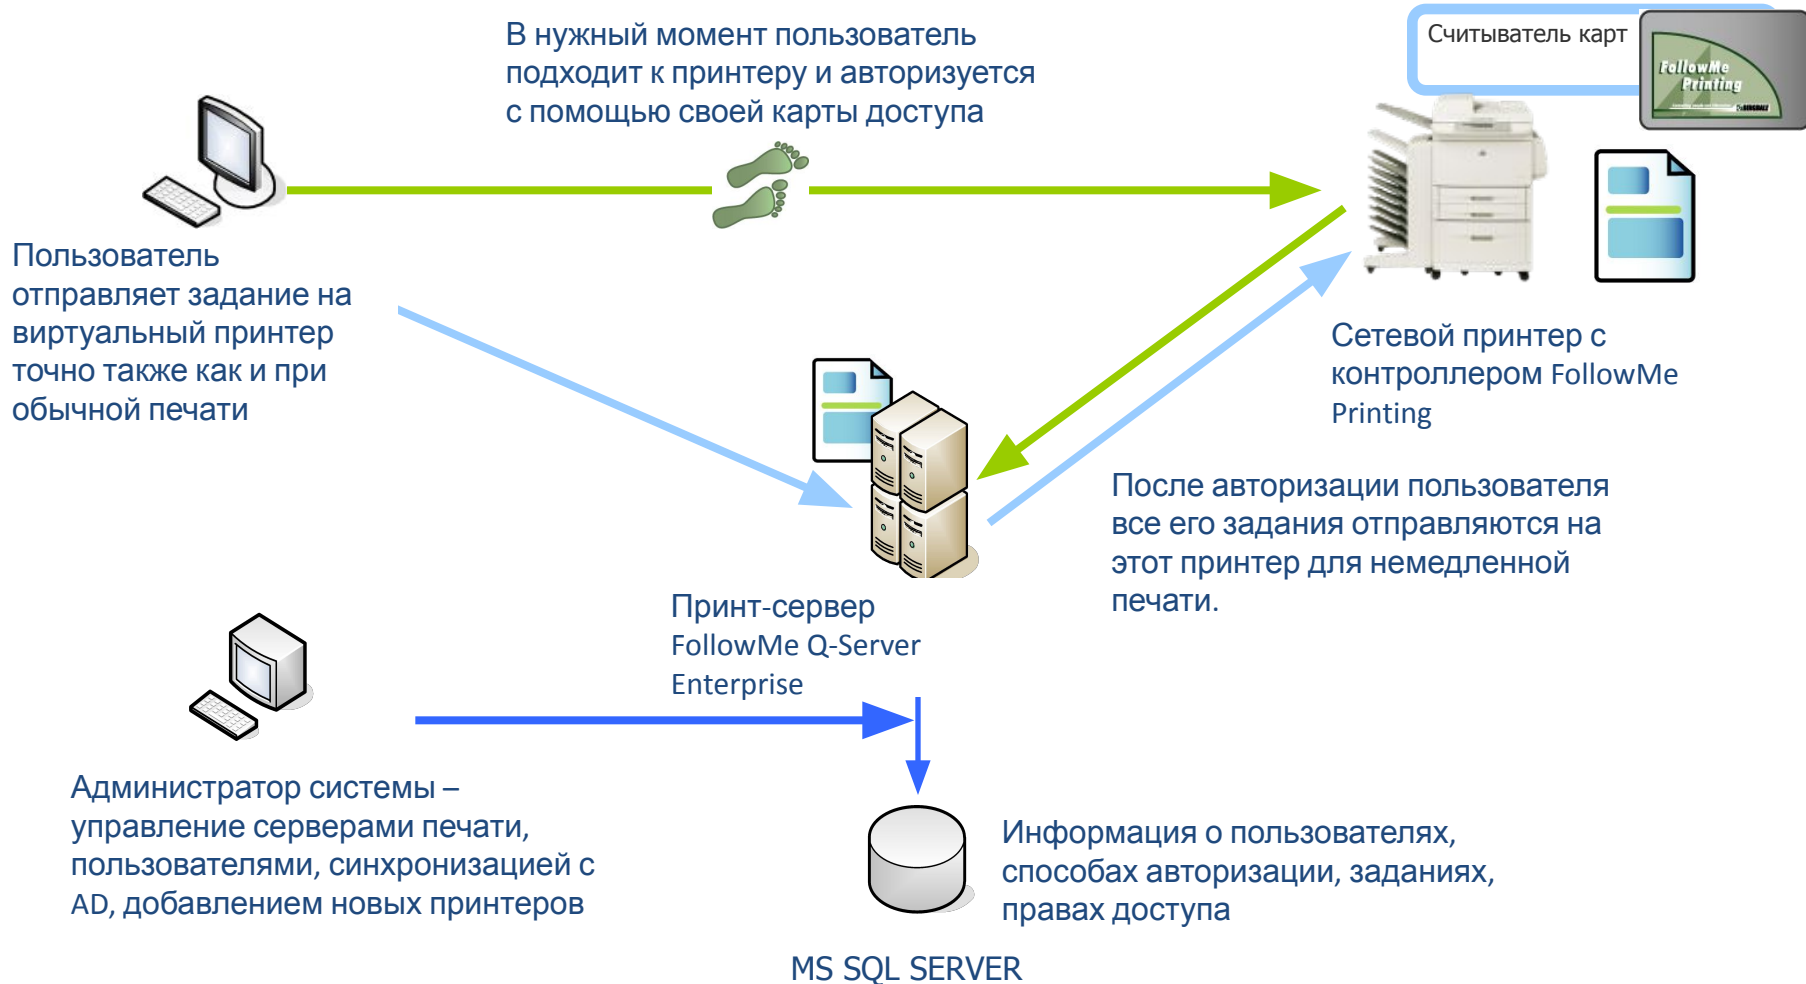 В нужный момент пользователь
подходит к принтеру и авторизуется
с помощью своей карты доступа
Считыватель карт
FollowMe
Printing
Пользователь
отправляет задание на
виртуальный принтер
точно также как и при
обычной печати
Сетевой принтер с
контроллером FollowMe
Printing
После авторизации пользователя
все его задания отправляются на
этот принтер для немедленной
печати.
Принт-сервер
FollowMe Q-Server
Enterprise
Администратор системы –
управление серверами печати,
пользователями, синхронизацией с
AD, добавлением новых принтеров
Информация о пользователях,
способах авторизации, заданиях,
правах доступа
MS SQL SERVER